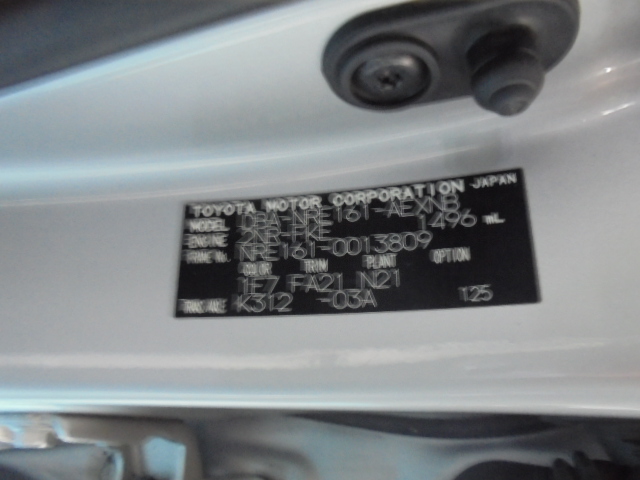 TOYOTA MOTOR CORPORATION JAPAN
MODEL DBA-NRE161-AEXNB
ENGINE 2NR-FKE 1496 mL
FRAME No. NRE161-0013809
COLOR TRIM PLANT OPTION
1E7 FA21 N21
TRANS/AXLE K312 -03A 125